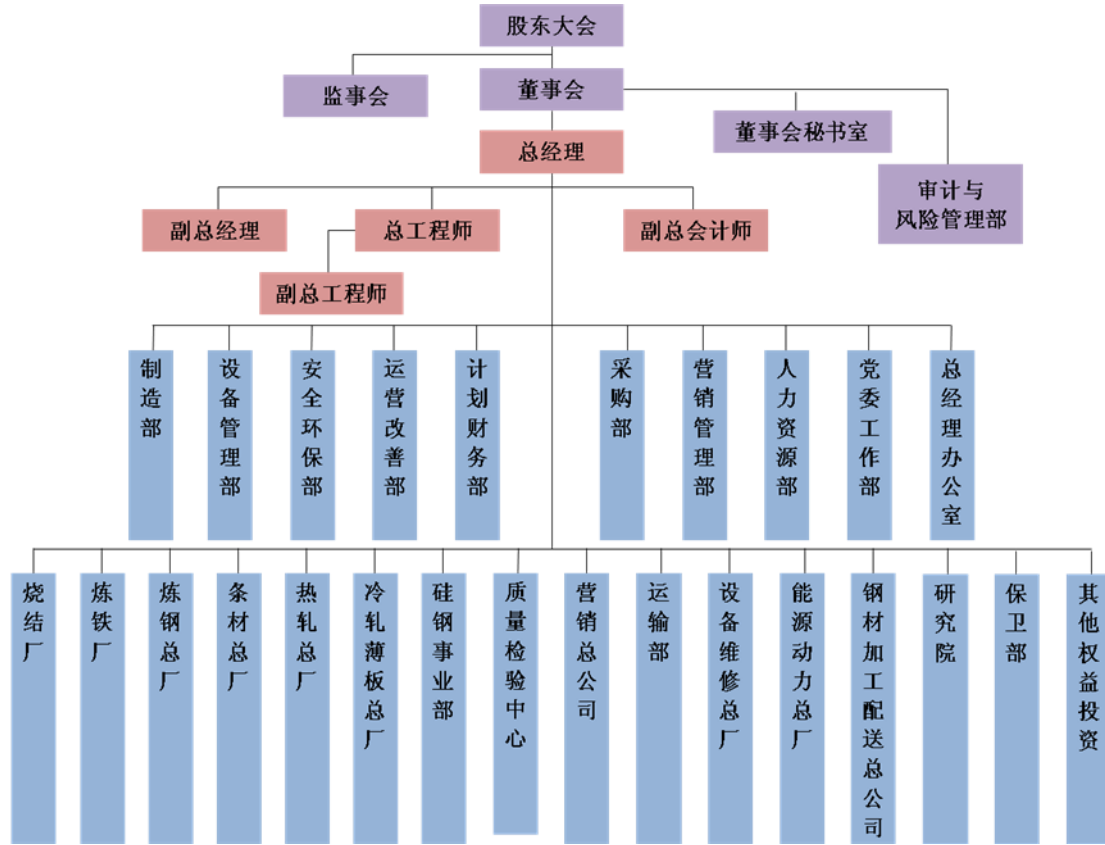 股东大会
监事会
董事会
董事会秘书室
总经理
审计与
风险管理部
副总经理
总工程师
副总会计师
副总工程师
制造部
设备管理部
安全环保部
运营改善部
计划财务部
采购部
营销管理部
人力资源部
党委工作部
总经理办公室
烧结厂
炼铁厂
炼钢总厂
条材总厂
热轧总厂
冷轧薄板总厂
硅钢事业部
质量检验中心
营销总公司
运输部
设备维修总厂
能源动力总厂
钢材加工配送总公司
研究院
保卫部
其他权益投资